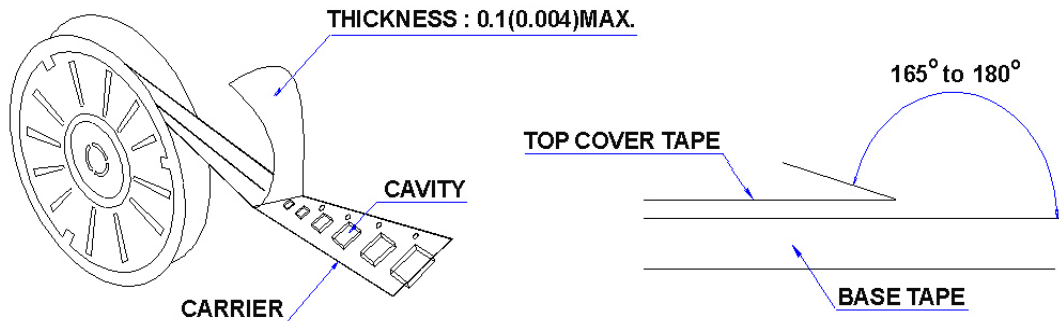 THICKNESS : 0.1(0.004)MAX.
CAVITY
CARRIER
165° to 180°
TOP COVER TAPE
BASE TAPE